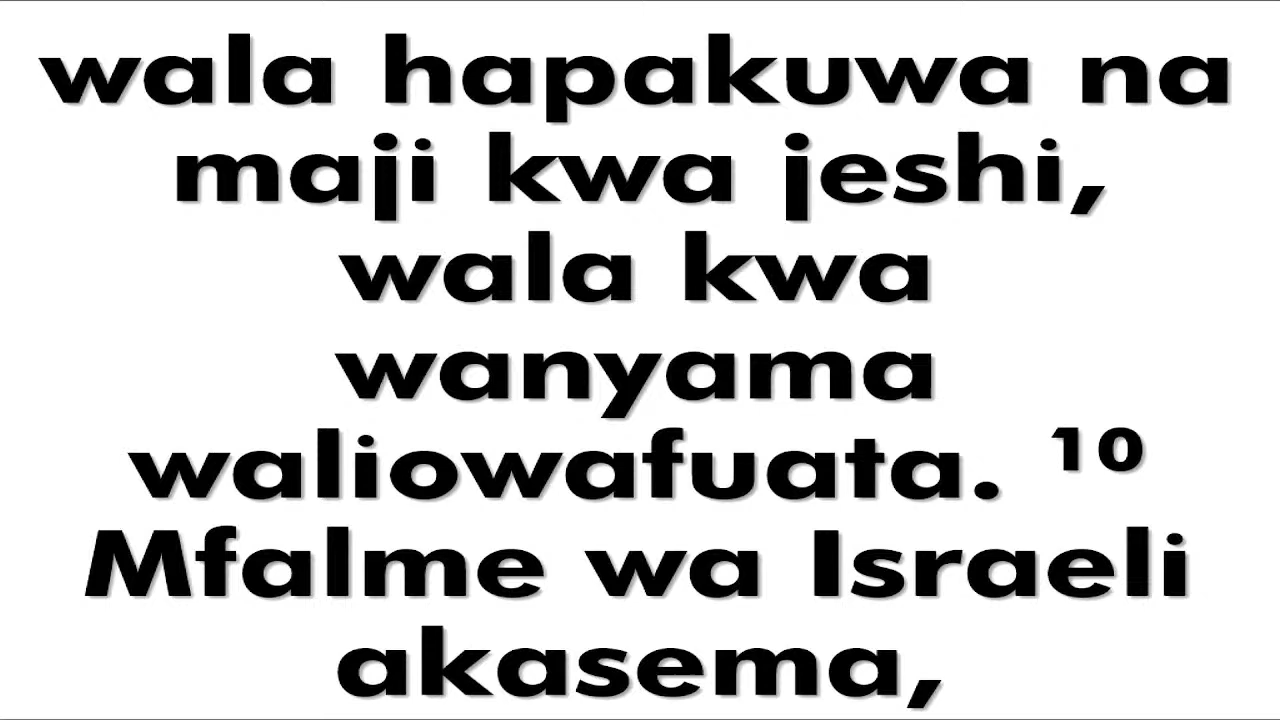 wala hapakuwa na
maji kwa jeshi,
wala kwa
wanyama
waliowafuata. ¹⁰
Mfalme wa Israeli
akasema,